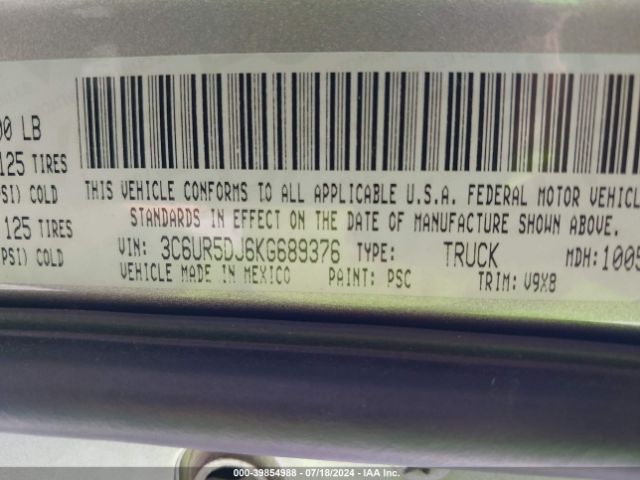 00 LB
125 TIRES
PSI) COLD
125 TIRES
PSI) COLD
THIS VEHICLE CONFORMS TO ALL APPLICABLE U.S.A. FEDERAL MOTOR VEHICL
STANDARDS IN EFFECT ON THE DATE OF MANUFACTURE SHOWN ABOVE.
VIN: 3C6UR5DJ6KG689376 TYPE: TRUCK MDH: 1005
VEHICLE MADE IN MEXICO PAINT: PSC TRIM: V9X8
000-39854988 - 07/18/2024 - IAA Inc.